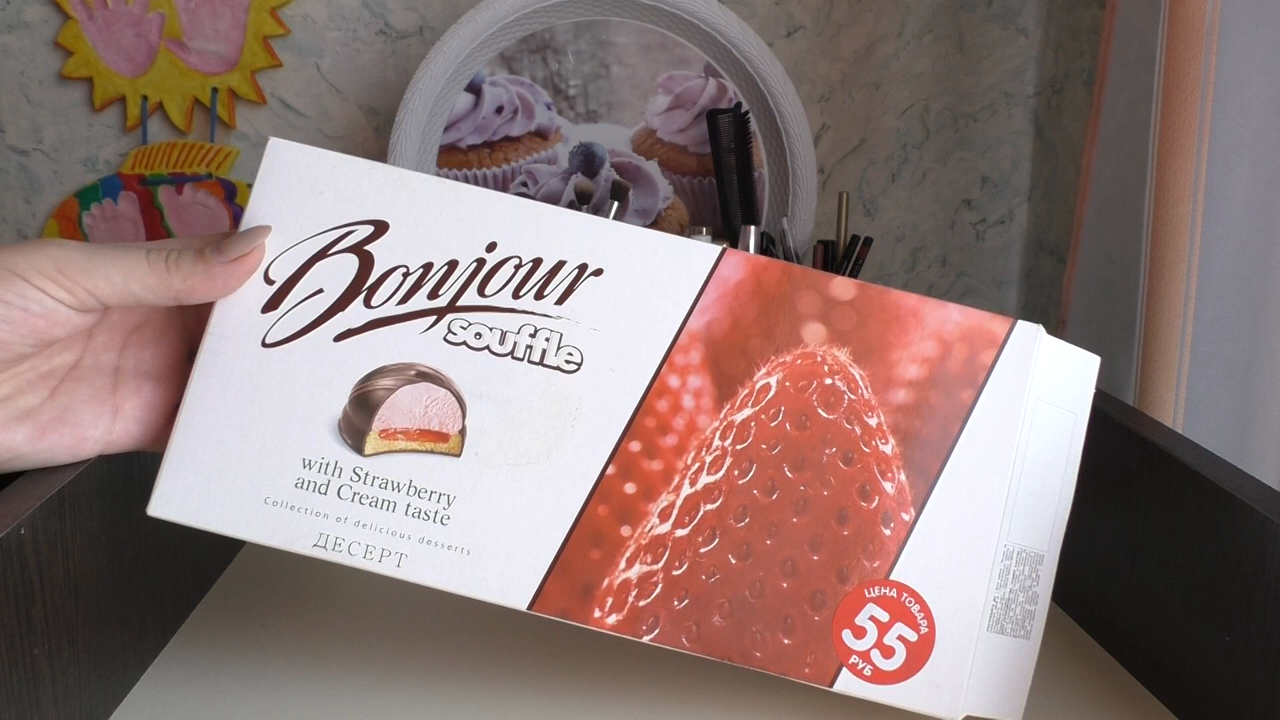 Bonjour
souffle
with Strawberry
and Cream taste
Collection of delicious desserts
ДЕСЕРТ
ЦЕНА ТОВАРА
55
РУБ